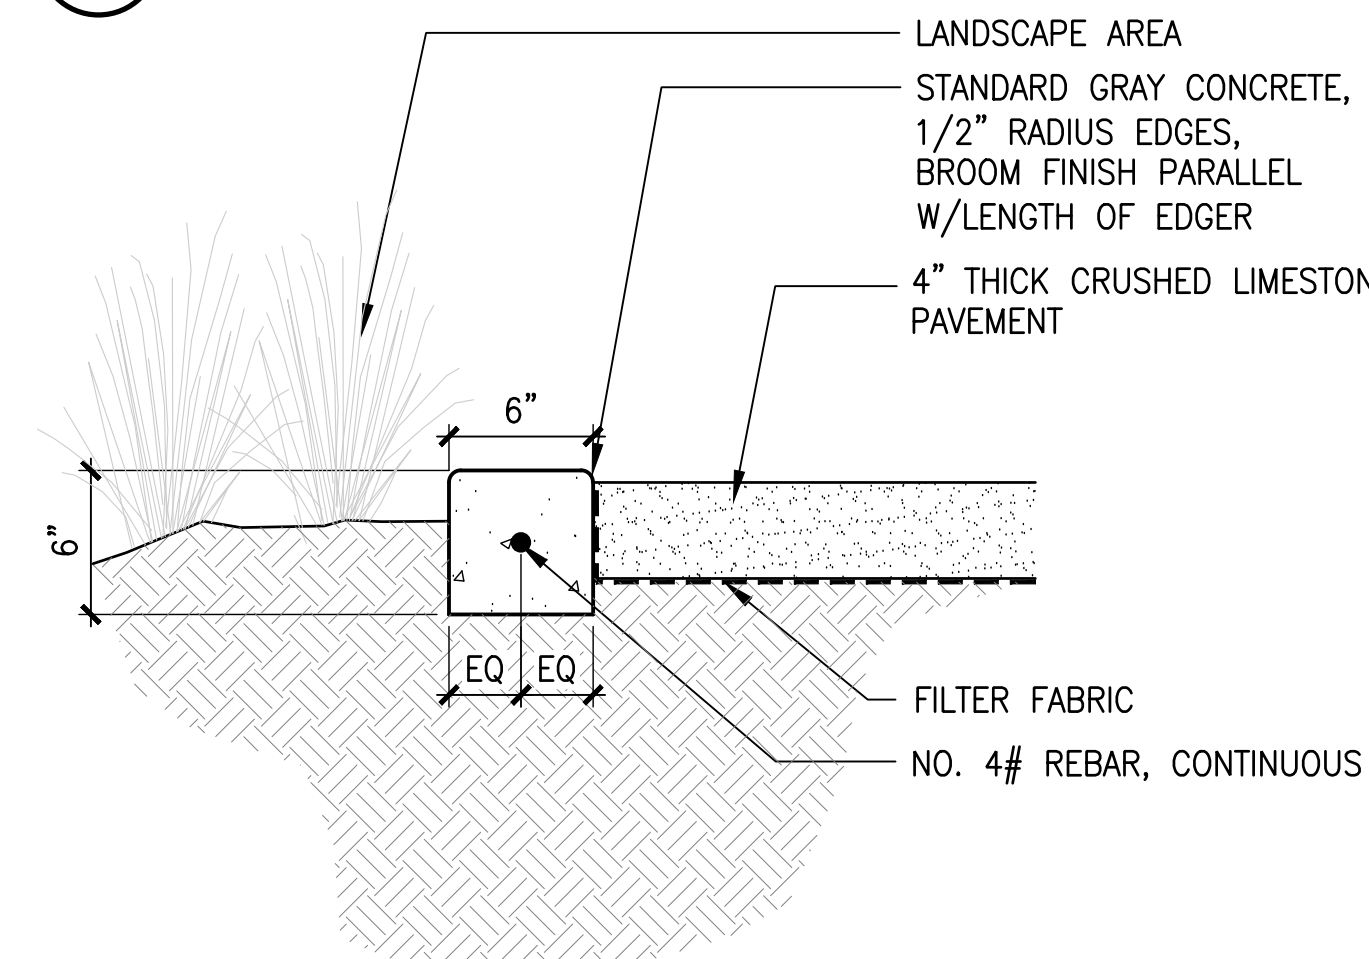 LANDSCAPE AREA
STANDARD GRAY CONCRETE,
1/2" RADIUS EDGES,
BROOM FINISH PARALLEL
W/LENGTH OF EDGER
4" THICK CRUSHED LIMESTON
PAVEMENT
6"
6"
EQ EQ
FILTER FABRIC
NO. 4# REBAR, CONTINUOUS